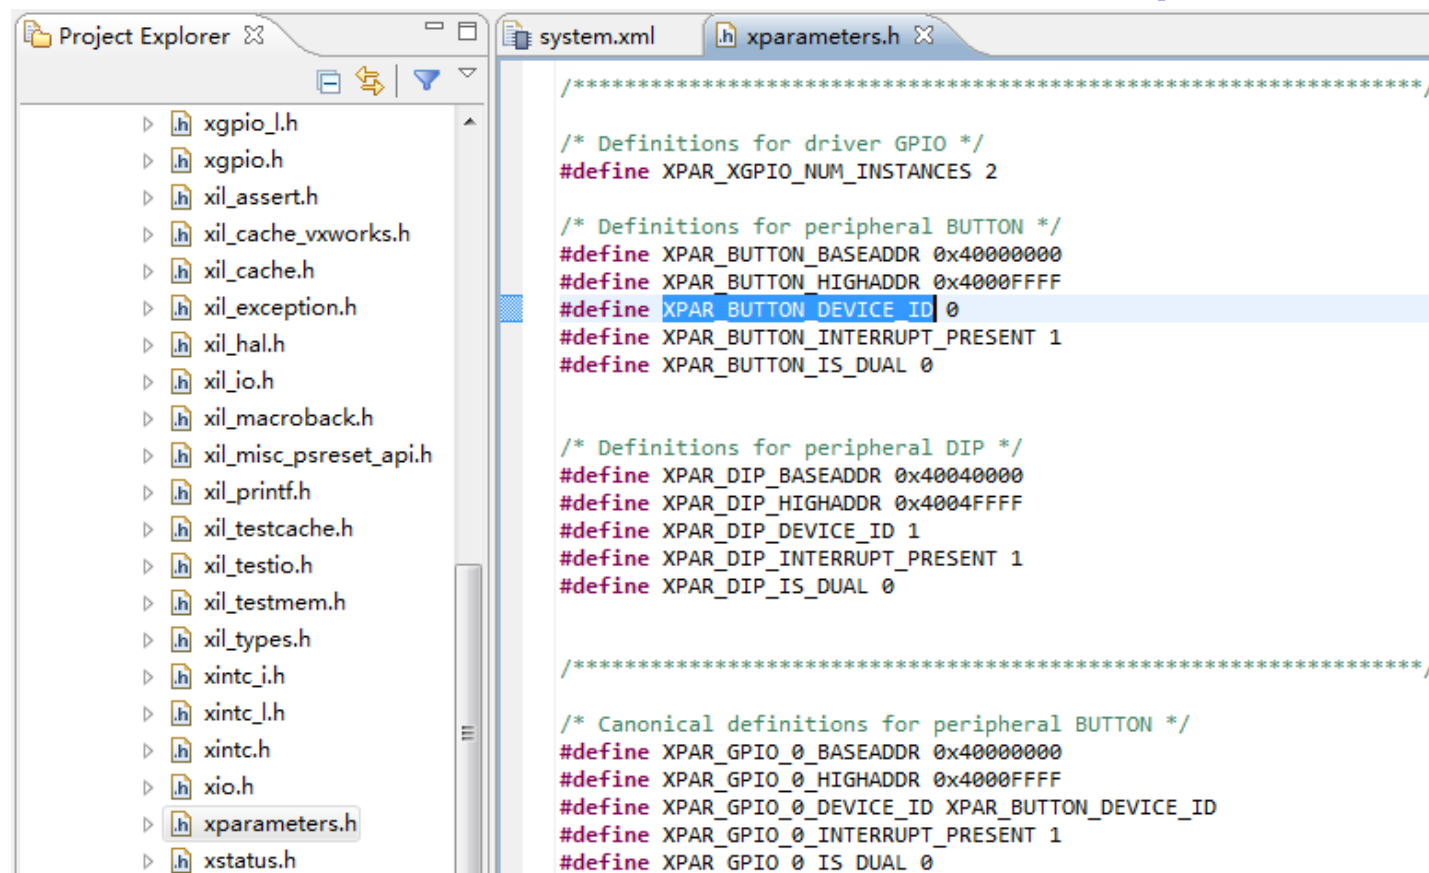 Project Explorer
xgpio_l.h
xgpio.h
xil_assert.h
xil_cache_vxworks.h
xil_cache.h
xil_exception.h
xil_hal.h
xil_io.h
xil_macroback.h
xil_misc_psreset_api.h
xil_printf.h
xil_testcache.h
xil_testio.h
xil_testmem.h
xil_types.h
xintc_i.h
xintc_l.h
xintc.h
xio.h
xparameters.h
xstatus.h
system.xml
xparameters.h
/******************************************************************/
/* Definitions for driver GPIO */
#define XPAR_XGPIO_NUM_INSTANCES 2
/* Definitions for peripheral BUTTON */
#define XPAR_BUTTON_BASEADDR 0x40000000
#define XPAR_BUTTON_HIGHADDR 0x4000FFFF
#define XPAR_BUTTON_DEVICE_ID 0
#define XPAR_BUTTON_INTERRUPT_PRESENT 1
#define XPAR_BUTTON_IS_DUAL 0
/* Definitions for peripheral DIP */
#define XPAR_DIP_BASEADDR 0x40040000
#define XPAR_DIP_HIGHADDR 0x4004FFFF
#define XPAR_DIP_DEVICE_ID 1
#define XPAR_DIP_INTERRUPT_PRESENT 1
#define XPAR_DIP_IS_DUAL 0
/******************************************************************/
/* Canonical definitions for peripheral BUTTON */
#define XPAR_GPIO_0_BASEADDR 0x40000000
#define XPAR_GPIO_0_HIGHADDR 0x4000FFFF
#define XPAR_GPIO_0_DEVICE_ID XPAR_BUTTON_DEVICE_ID
#define XPAR_GPIO_0_INTERRUPT_PRESENT 1
#define XPAR_GPIO_0_IS_DUAL 0